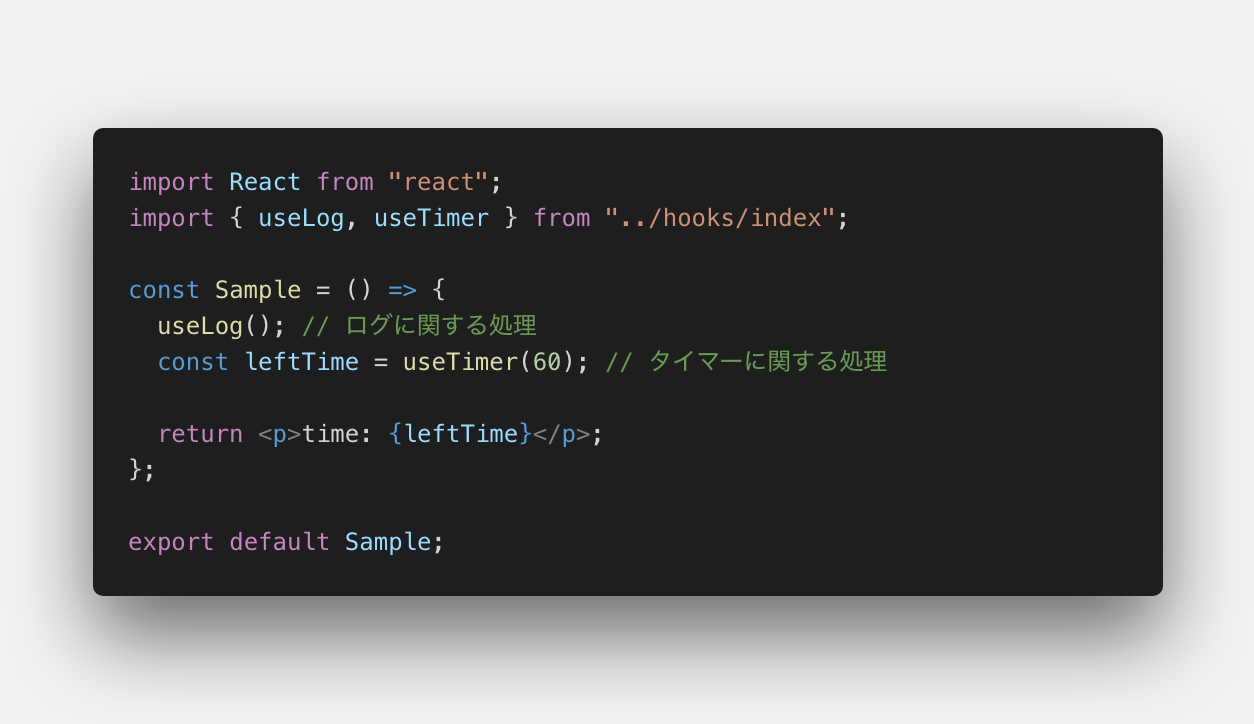 import React from "react";
import { useLog, useTimer } from "../hooks/index";
const Sample = () => {
  useLog(); // ログに関する処理
  const leftTime = useTimer(60); // タイマーに関する処理
  return <p>time: {leftTime}</p>;
};
export default Sample;